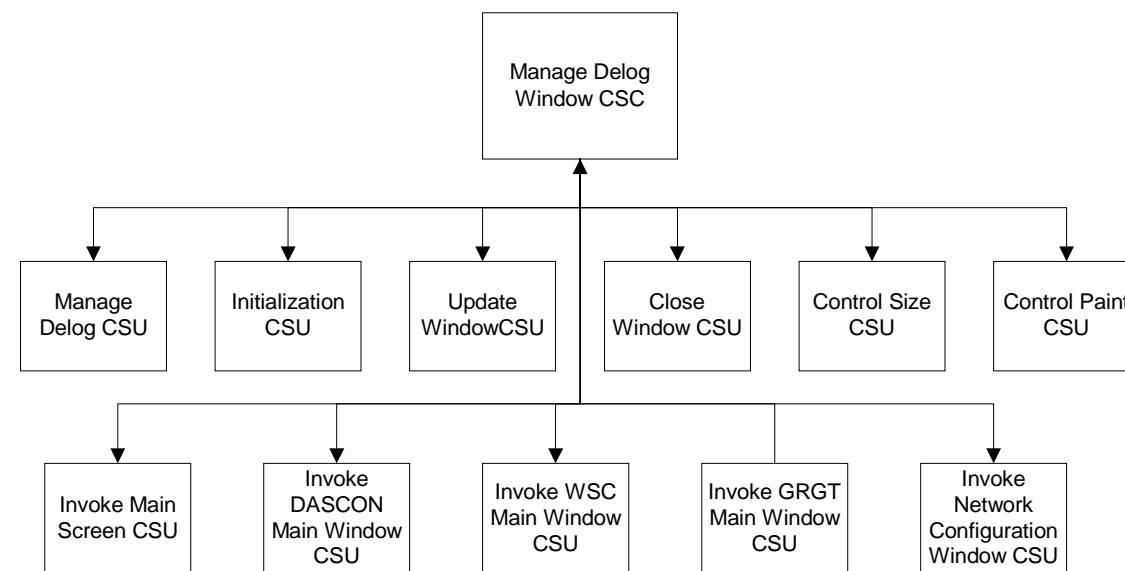 Manage Delog
Window CSC
Manage
Delog CSU
Initialization
CSU
Update
WindowCSU
Close
Window CSU
Control Size
CSU
Control Paint
CSU
Invoke Main
Screen CSU
Invoke
DASCON
Main Window
CSU
Invoke WSC
Main Window
CSU
Invoke GRGT
Main Window
CSU
Invoke
Network
Configuration
Window CSU